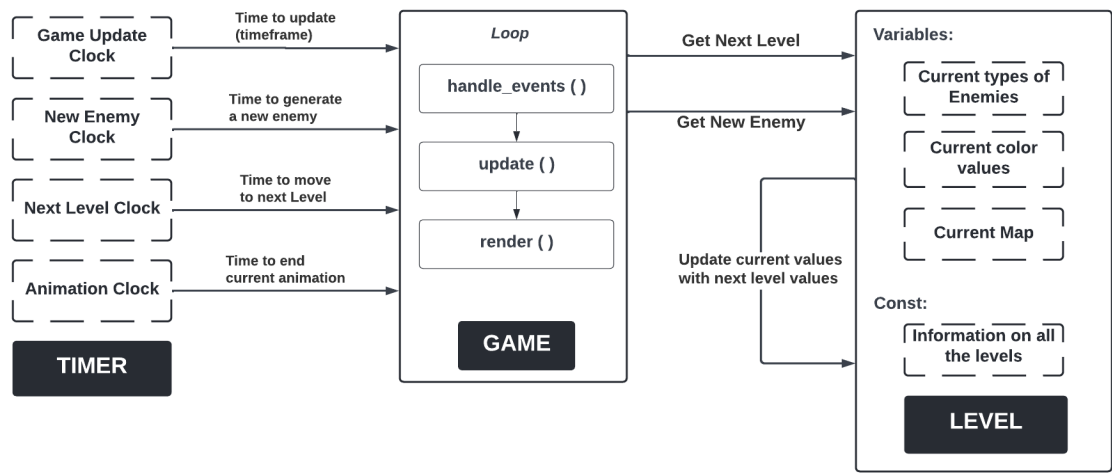 Game Update
Clock
Time to update
(timeframe)
New Enemy
Clock
Time to generate
a new enemy
Next Level Clock
Time to move
to next Level
Animation Clock
Time to end
current animation
TIMER
Loop
handle_events ( )
update ( )
render ( )
GAME
Get Next Level
Get New Enemy
Update current values
with next level values
Variables:
Current types of
Enemies
Current color
values
Current Map
Const:
Information on all
the levels
LEVEL